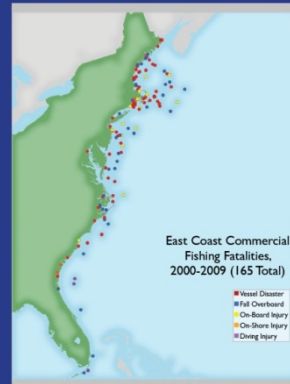 East Coast Commercial
Fishing Fatalities,
2000-2009 (165 Total)
Vessel Disaster
Fall Overboard
On-Board Injury
On-Shore Injury
Diving Injury